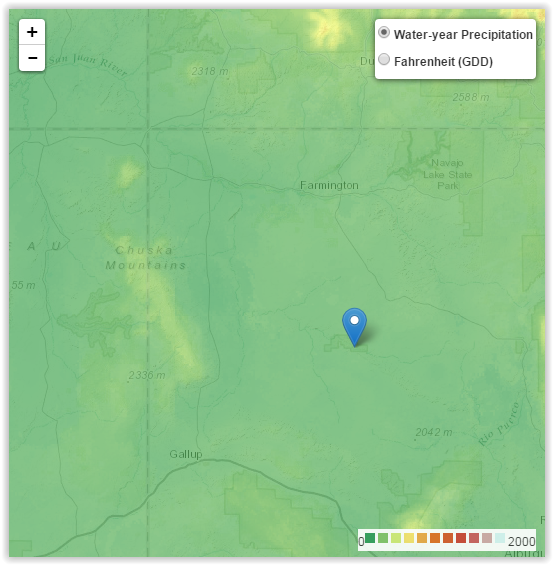 +
−
Water-year Precipitation
Fahrenheit (GDD)
San Juan River
2318 m
Du
2588 m
Farmington
Navajo
Lake State
Park
E A U
Chuska
Mountains
55 m
2336 m
2042 m
Rio Puerco
Gallup
0
2000